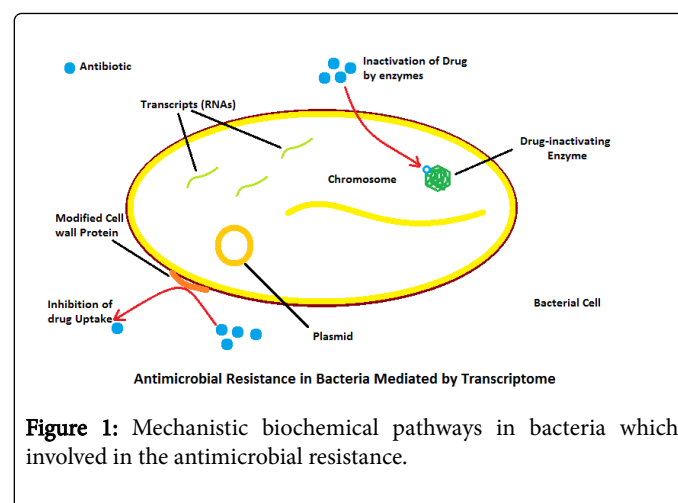 Antibiotic
Inactivation of Drug
by enzymes
Transcripts (RNAs)
Drug-inactivating
Enzyme
Chromosome
Modified Cell
wall Protein
Inhibition of
drug Uptake
Plasmid
Bacterial Cell
Antimicrobial Resistance in Bacteria Mediated by Transcriptome
Figure 1: Mechanistic biochemical pathways in bacteria which
involved in the antimicrobial resistance.